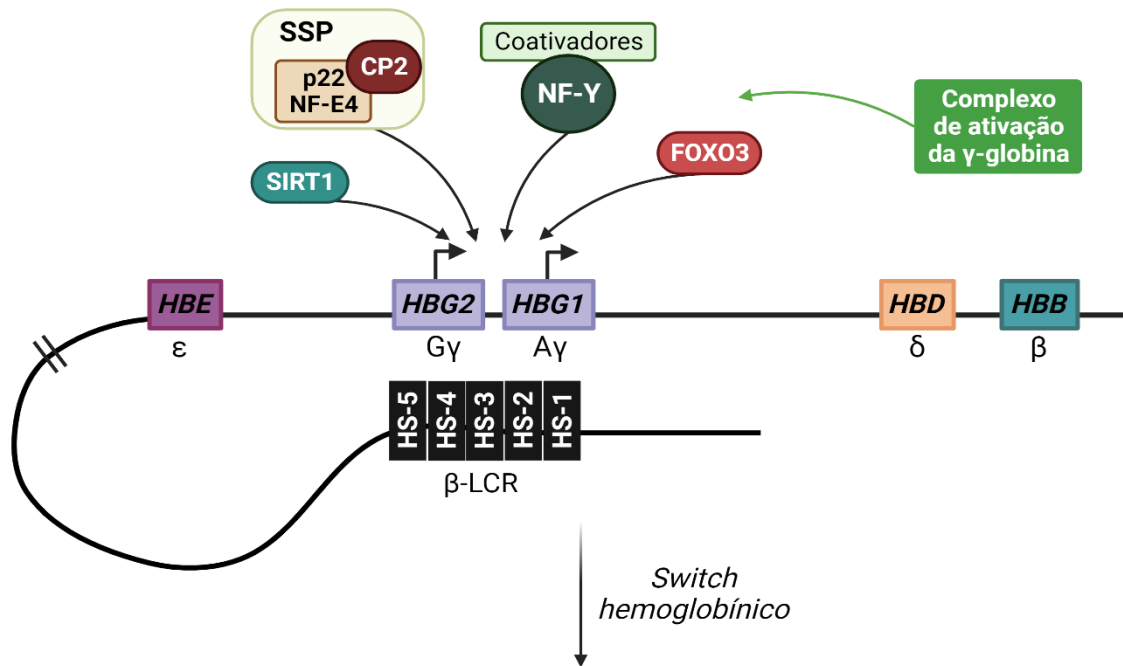 SSP
CP2
p22
NF-E4
Coativadores
NF-Y
Complexo
de ativação
da γ-globina
FOXO3
SIRT1
HBE
HBG2
HBG1
HBD
HBB
ε
Gγ
Aγ
δ
β
HS-5
HS-4
HS-3
HS-2
HS-1
β-LCR
Switch
hemoglobínico